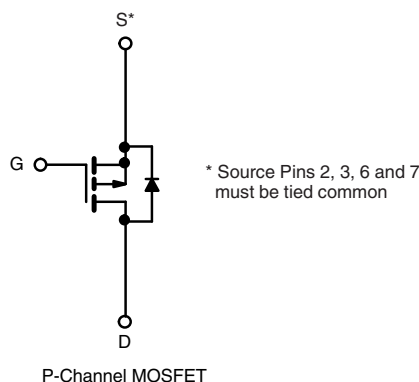 S*
G
* Source Pins 2, 3, 6 and 7
must be tied common
D
P-Channel MOSFET